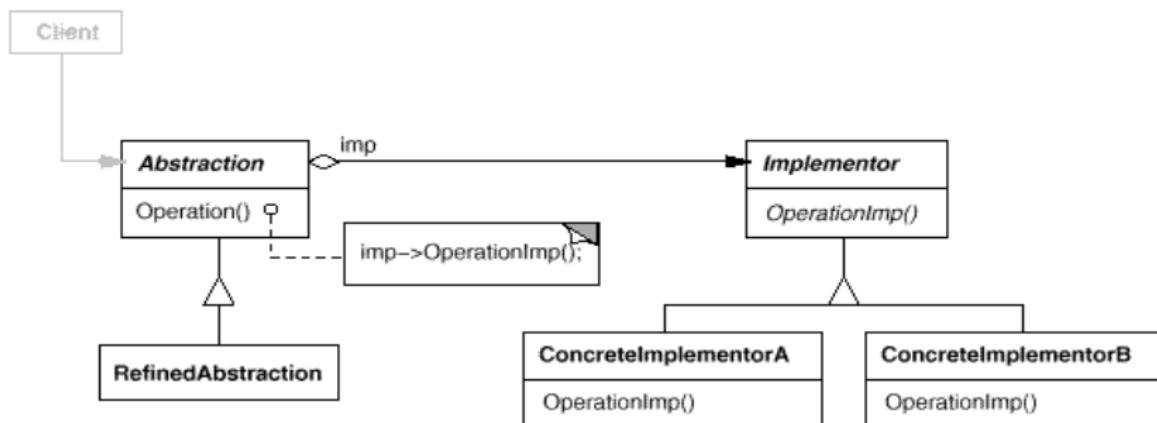 Client
Abstraction
imp
Implementor
Operation()
OperationImp()
imp->OperationImp();
RefinedAbstraction
ConcreteImplementorA
ConcreteImplementorB
OperationImp()
OperationImp()